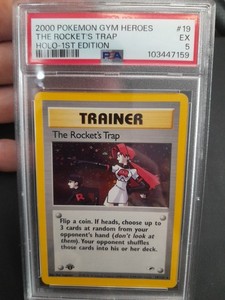 2000 POKEMON GYM HEROES #19
THE ROCKET'S TRAP EX
HOLO-1ST EDITION 5
PSA 103447159
TRAINER
The Rocket's Trap
R
Flip a coin. If heads, choose up to
3 cards at random from your
opponent's hand (don't look at
them). Your opponent shuffles
those cards into his or her deck.